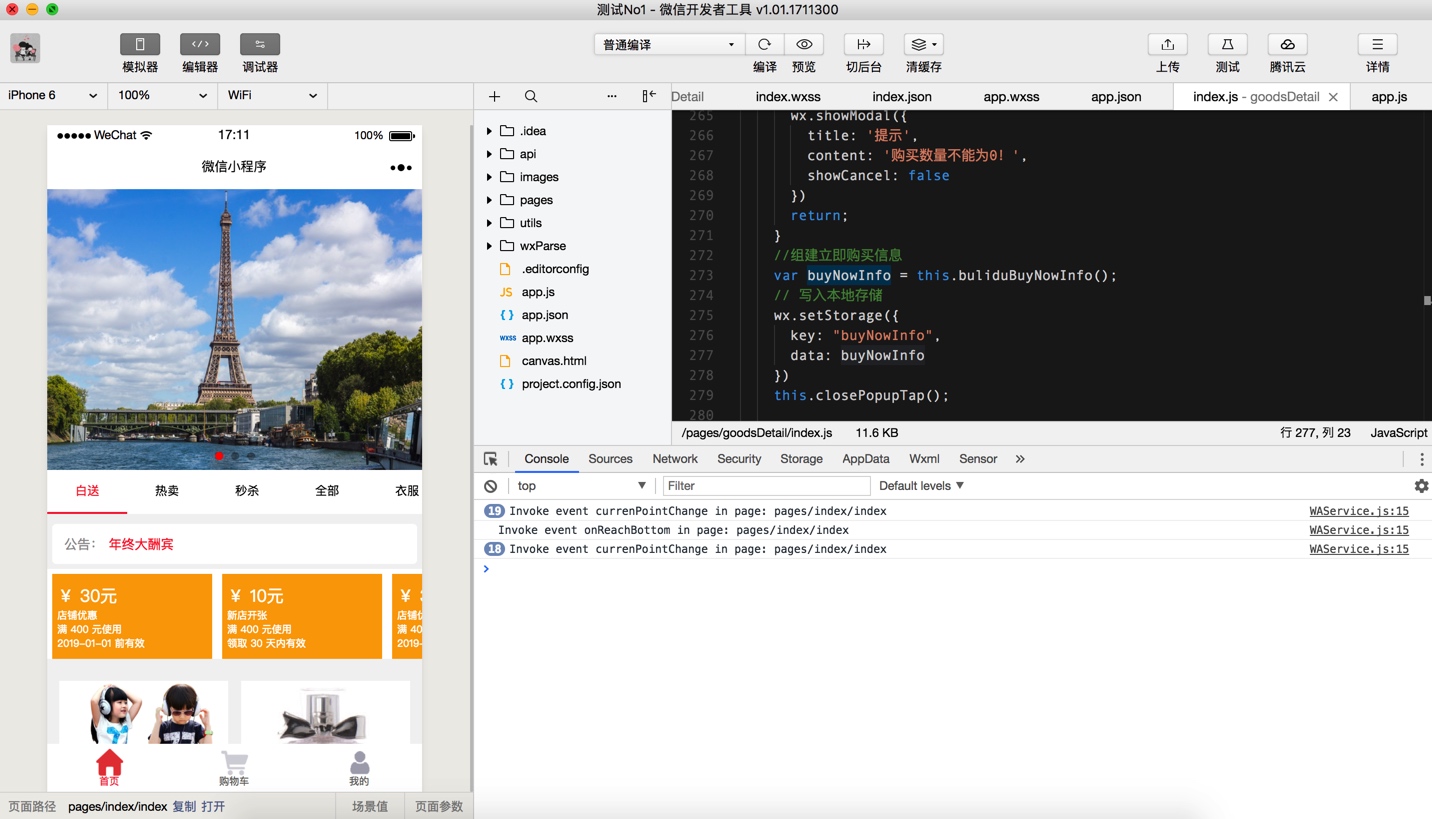 测试No1 - 微信开发者工具 v1.01.1711300
模拟器 编辑器 调试器
普通编译
编译 预览 切后台 清缓存
上传 测试 腾讯云 详情
iPhone 6 100% WiFi
WeChat 17:11 100%
微信小程序
白送 热卖 秒杀 全部 衣服
公告： 年终大酬宾
¥ 30元
店铺优惠
满 400 元使用
2019-01-01 前有效
¥ 10元
新店开张
满 400 元使用
领取 30 天内有效
¥ 3
店铺优
满 40
2019-
首页 购物车 我的
页面路径 pages/index/index 复制 打开 场景值 页面参数
.idea
api
images
pages
utils
wxParse
.editorconfig
JS app.js
{ } app.json
wxss app.wxss
canvas.html
{ } project.config.json
Detail index.wxss index.json app.wxss app.json index.js - goodsDetail app.js
265 wx.showModal({
266 title: '提示',
267 content: '购买数量不能为0! ',
268 showCancel: false
269 })
270 return;
271 }
272 //组建立即购买信息
273 var buyNowInfo = this.buliduBuyNowInfo();
274 // 写入本地存储
275 wx.setStorage({
276 key: "buyNowInfo",
277 data: buyNowInfo
278 })
279 this.closePopupTap();
280
/pages/goodsDetail/index.js 11.6 KB 行 277, 列 23 JavaScript
Console Sources Network Security Storage AppData Wxml Sensor »
top Filter Default levels
19 Invoke event currenPointChange in page: pages/index/index WAService.js:15
Invoke event onReachBottom in page: pages/index/index WAService.js:15
18 Invoke event currenPointChange in page: pages/index/index WAService.js:15